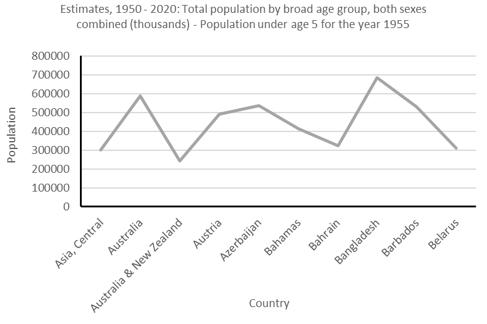 Estimates, 1950 - 2020: Total population by broad age group, both sexes
combined (thousands) - Population under age 5 for the year 1955
800000
700000
600000
500000
400000
300000
200000
100000
0
Population
Asia, Central
Australia
Australia & New Zealand
Austria
Azerbaijan
Bahamas
Bahrain
Bangladesh
Barbados
Belarus
Country